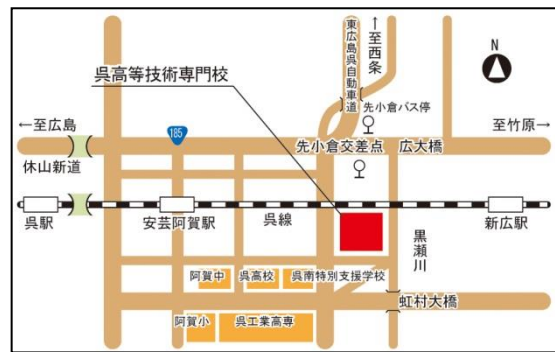 東広島呉自動車道
↑至西条
N
呉高等技術専門校
先小倉バス停
←至広島
185
至竹原→
先小倉交差点
広大橋
休山新道
呉駅
安芸阿賀駅
呉線
新広駅
黒瀬川
阿賀中
呉高校
呉南特別支援学校
虹村大橋
阿賀小
呉工業高専